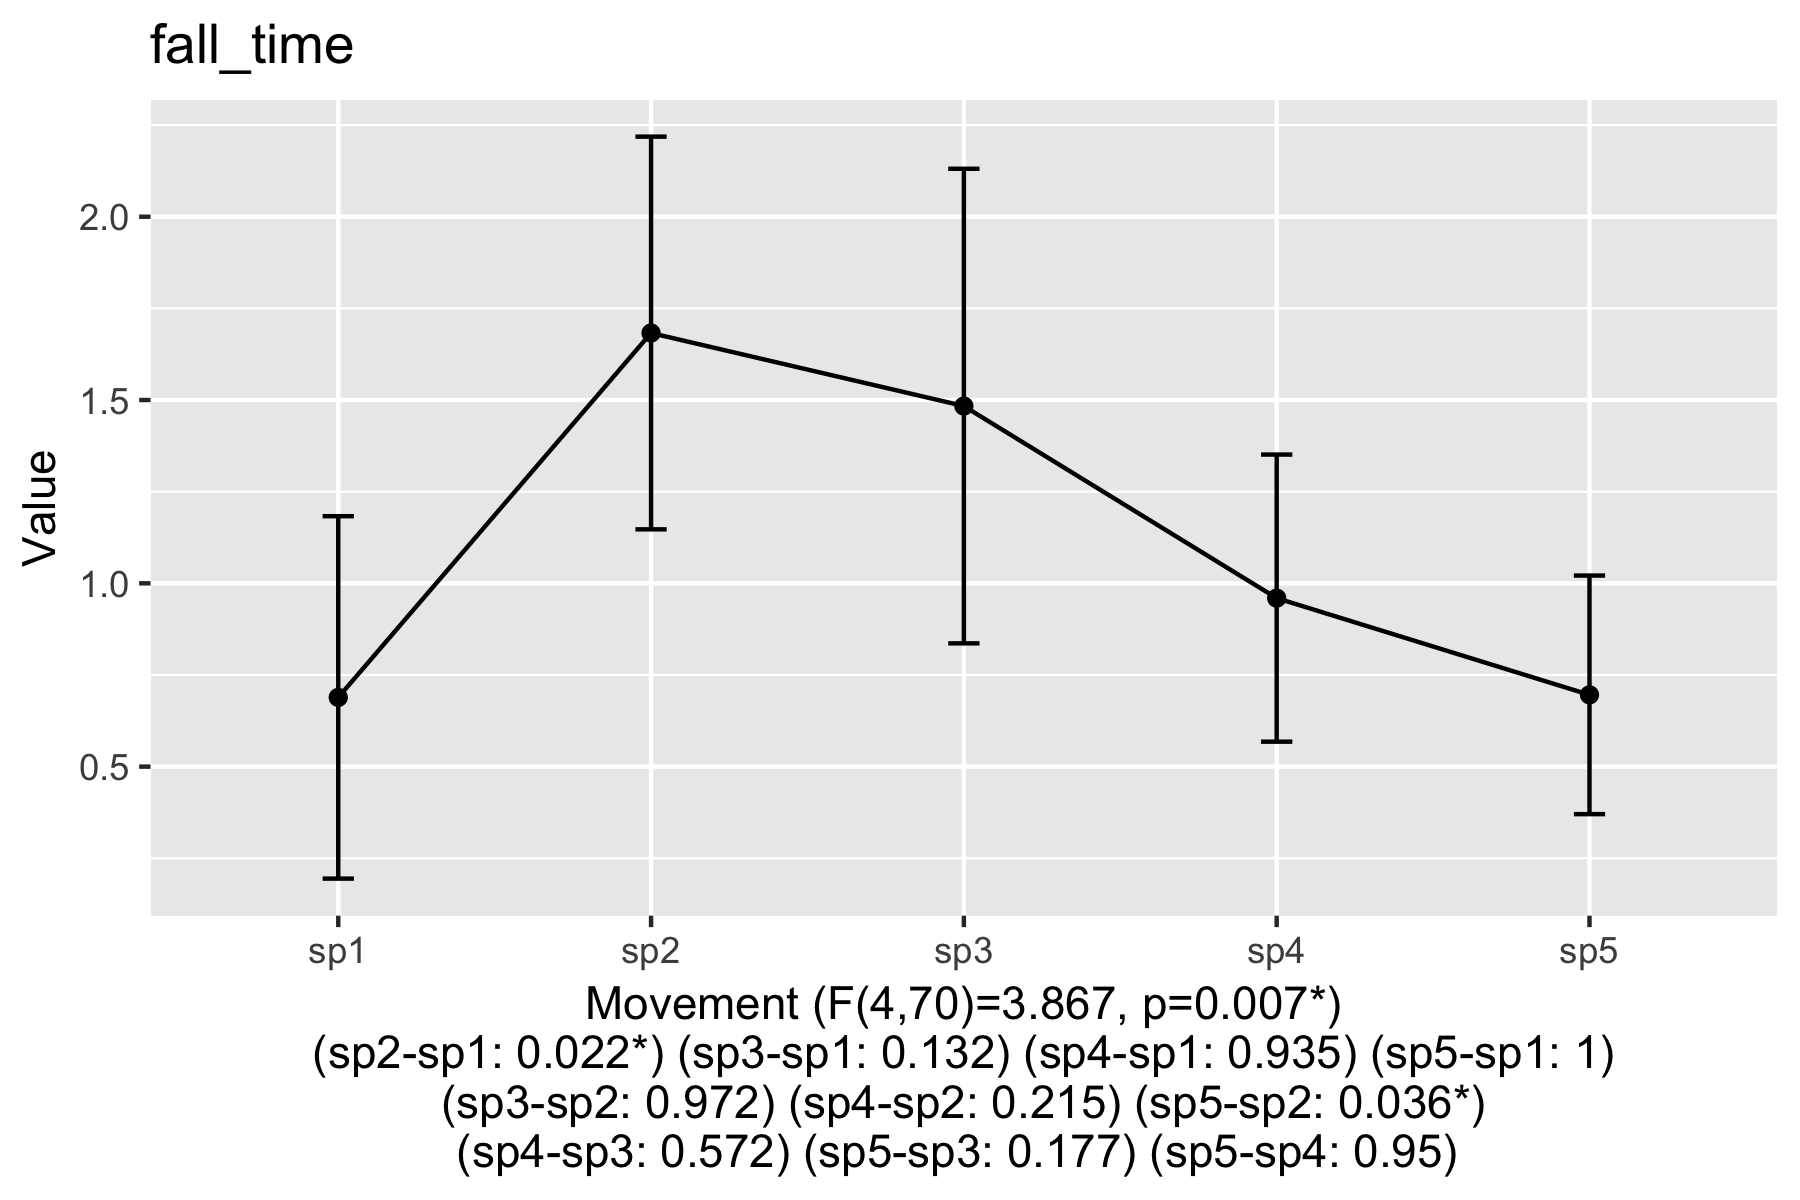 fall_time
Value
2.0
1.5
1.0
0.5
sp1 sp2 sp3 sp4 sp5
Movement (F(4,70)=3.867, p=0.007*)
(sp2-sp1: 0.022*) (sp3-sp1: 0.132) (sp4-sp1: 0.935) (sp5-sp1: 1)
(sp3-sp2: 0.972) (sp4-sp2: 0.215) (sp5-sp2: 0.036*)
(sp4-sp3: 0.572) (sp5-sp3: 0.177) (sp5-sp4: 0.95)